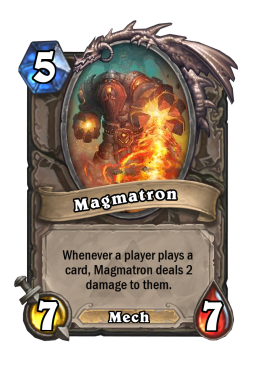 5
Magmatron
Whenever a player plays a
card, Magmatron deals 2
damage to them.
7
Mech
7